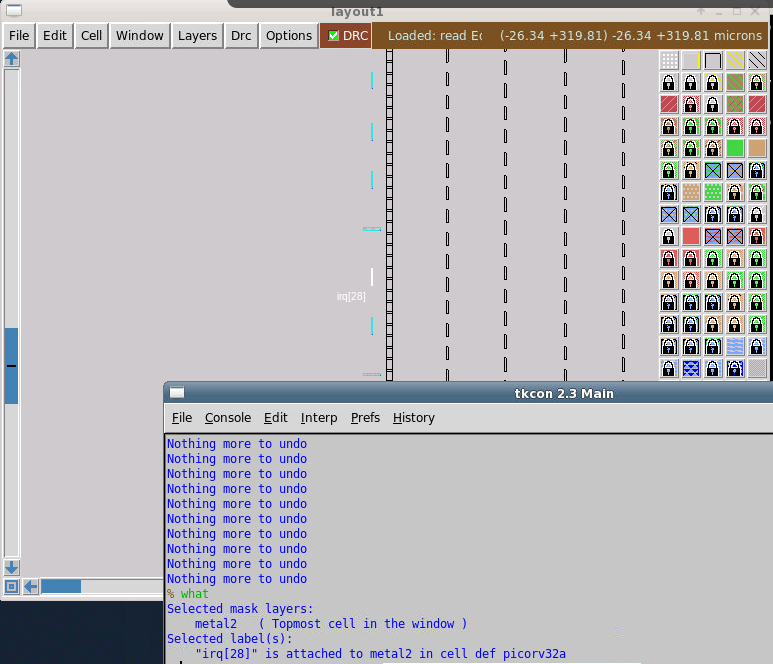 layout1
File Edit Cell Window Layers Drc Options DRC Loaded: read Ec (-26.34 +319.81) -26.34 +319.81 microns
irq[28]
tkcon 2.3 Main
File Console Edit Interp Prefs History
Nothing more to undo
Nothing more to undo
Nothing more to undo
Nothing more to undo
Nothing more to undo
Nothing more to undo
Nothing more to undo
Nothing more to undo
Nothing more to undo
Nothing more to undo
% what
Selected mask layers:
metal2 ( Topmost cell in the window )
Selected label(s):
"irq[28]" is attached to metal2 in cell def picorv32a